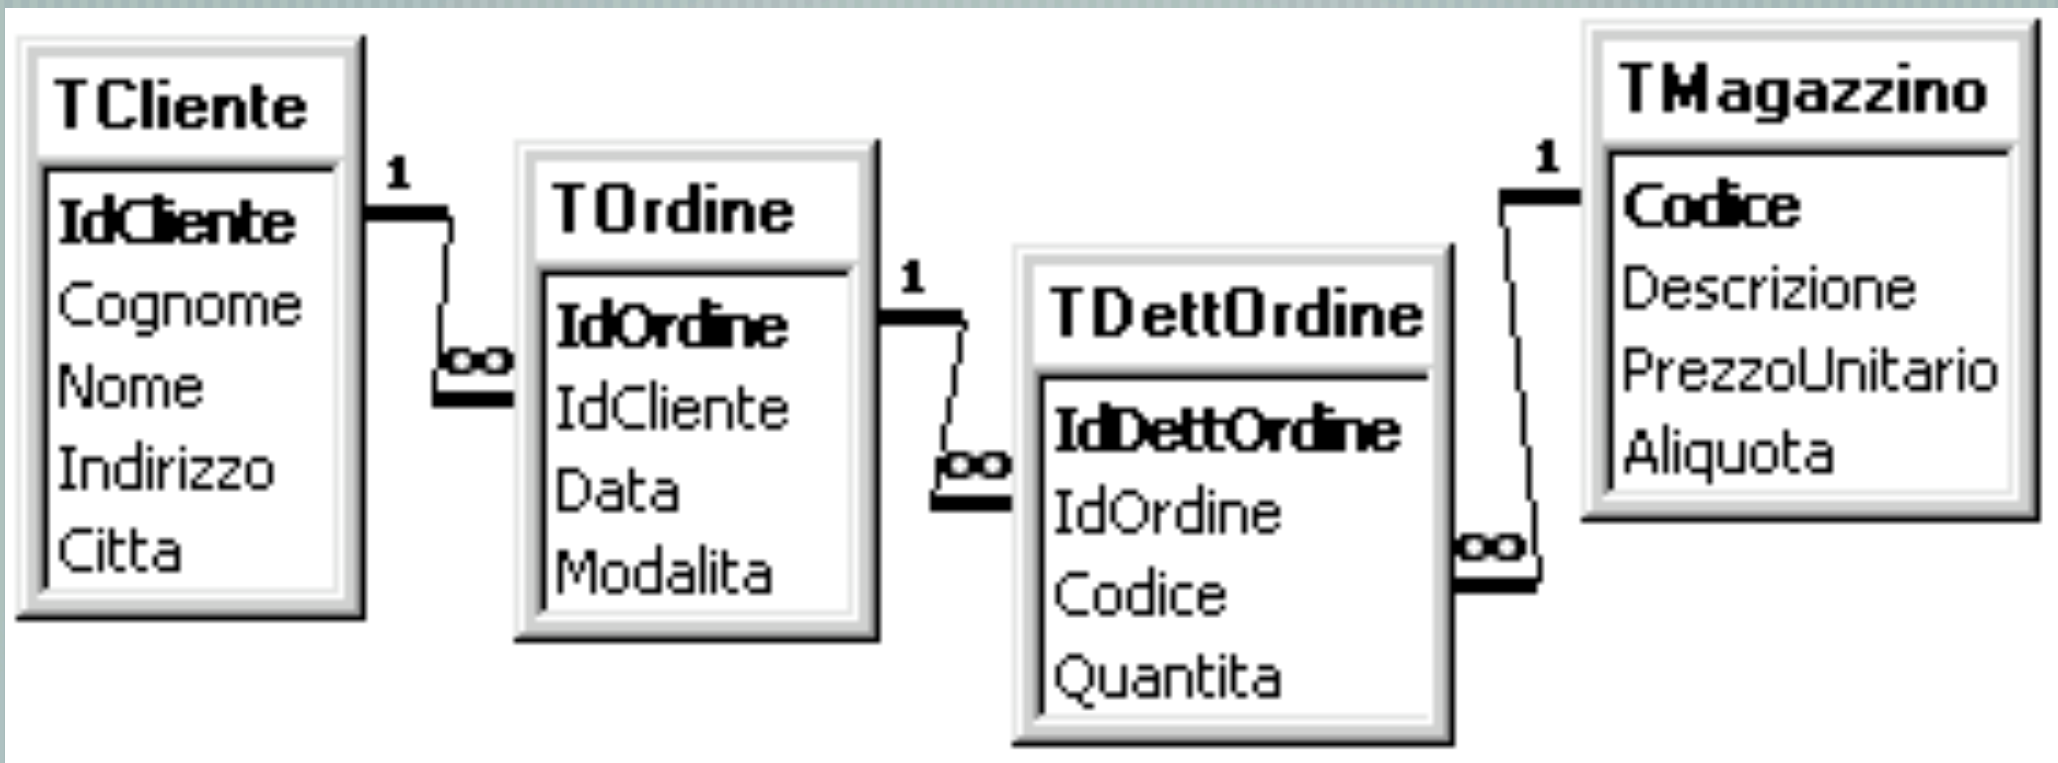 TCliente
IdCliente
Cognome
Nome
Indirizzo
Citta
1
∞
TOrdine
IdOrdine
IdCliente
Data
Modalita
1
∞
TDettOrdine
IdDettOrdine
IdOrdine
Codice
Quantita
1
∞
TMagazzino
Codice
Descrizione
PrezzoUnitario
Aliquota